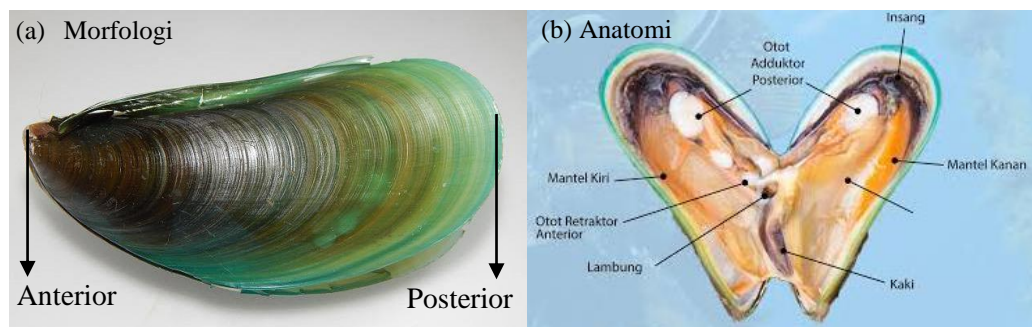 (a) Morfologi
Anterior
Posterior
(b) Anatomi
Insang
Otot
Adduktor
Posterior
Mantel Kiri
Mantel Kanan
Otot Retraktor
Anterior
Lambung
Kaki